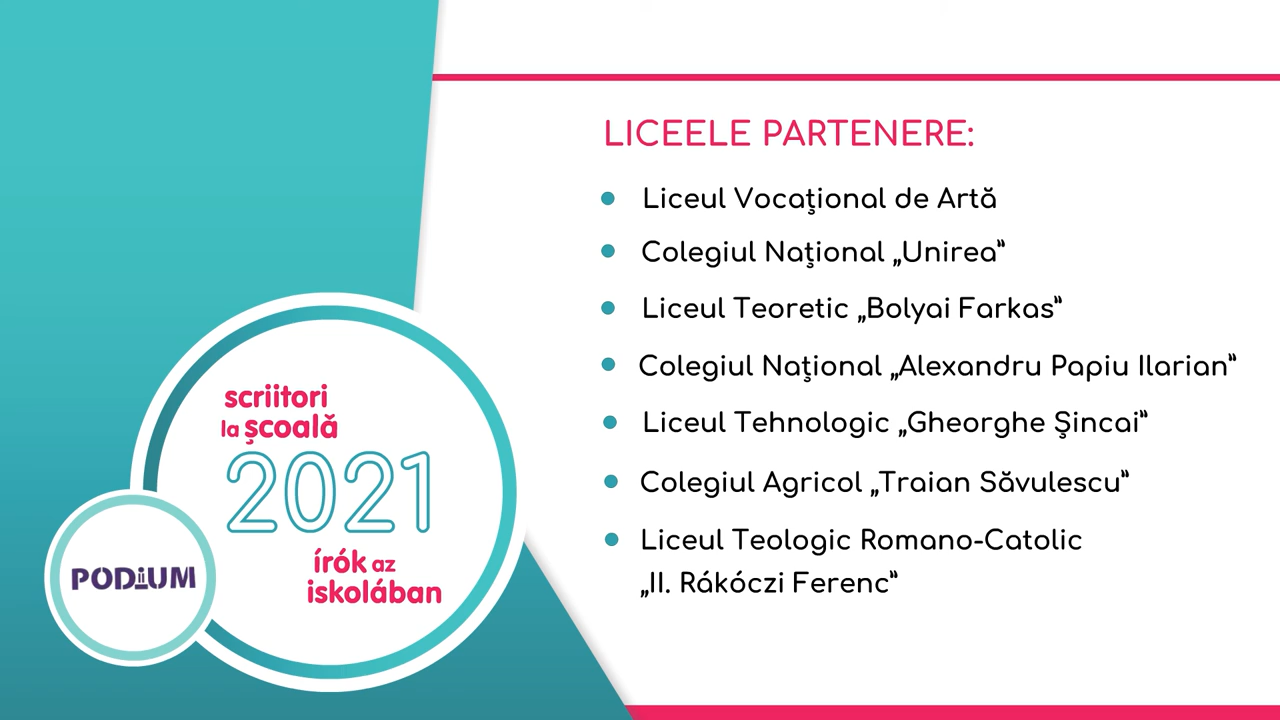 LICEELE PARTENERE:
Liceul Vocaţional de Artă
Colegiul Naţional „Unirea”
Liceul Teoretic „Bolyai Farkas”
Colegiul Naţional „Alexandru Papiu Ilarian”
Liceul Tehnologic „Gheorghe Şincai”
Colegiul Agricol „Traian Săvulescu”
Liceul Teologic Romano-Catolic
„II. Rákóczi Ferenc”
scriitori
la şcoală
2021
írók az
iskolában
PODiUM